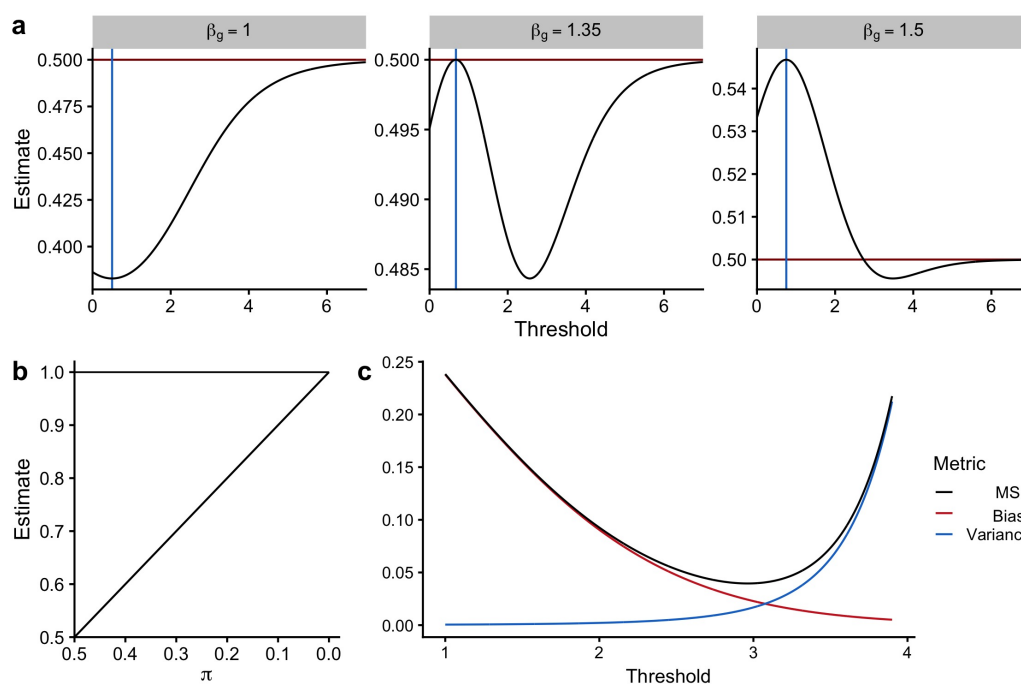 a
βg = 1
βg = 1.35
βg = 1.5
Estimate
0.500
0.475
0.450
0.425
0.400
0 2 4 6
0.500
0.495
0.490
0.485
0 2 4 6
0.54
0.53
0.52
0.51
0.50
0 2 4 6
Threshold
b
Estimate
1.0
0.9
0.8
0.7
0.6
0.5
0.5 0.4 0.3 0.2 0.1 0.0
π
c
0.25
0.20
0.15
0.10
0.05
0.00
1 2 3 4
Threshold
Metric
MS
Bias
Varianc